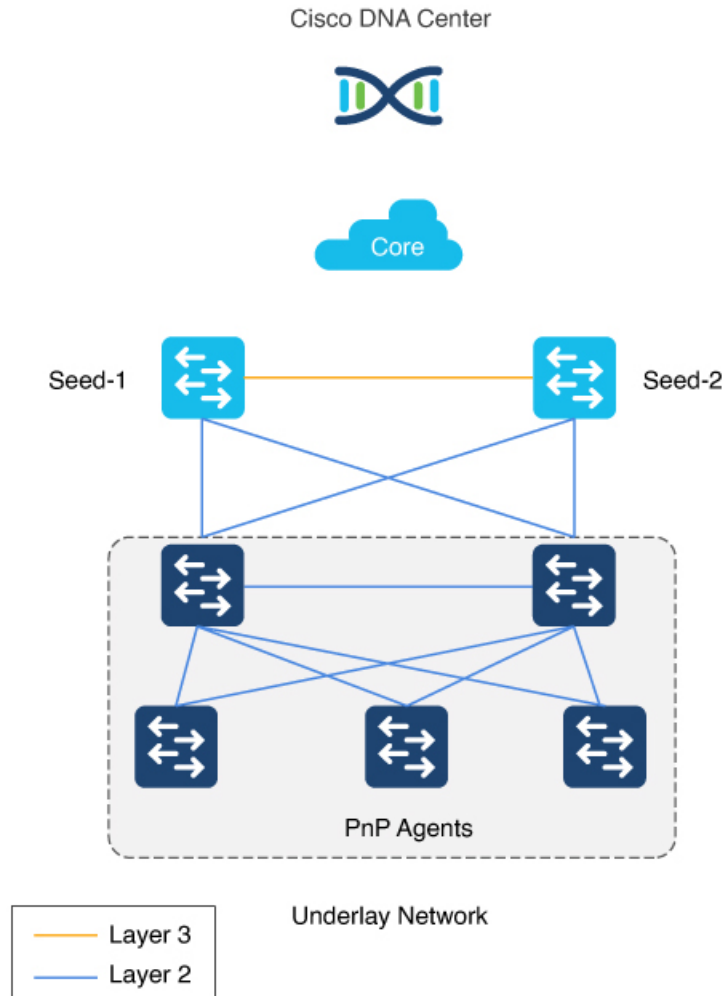 Cisco DNA Center
Core
Seed-1
Seed-2
PnP Agents
Underlay Network
Layer 3
Layer 2